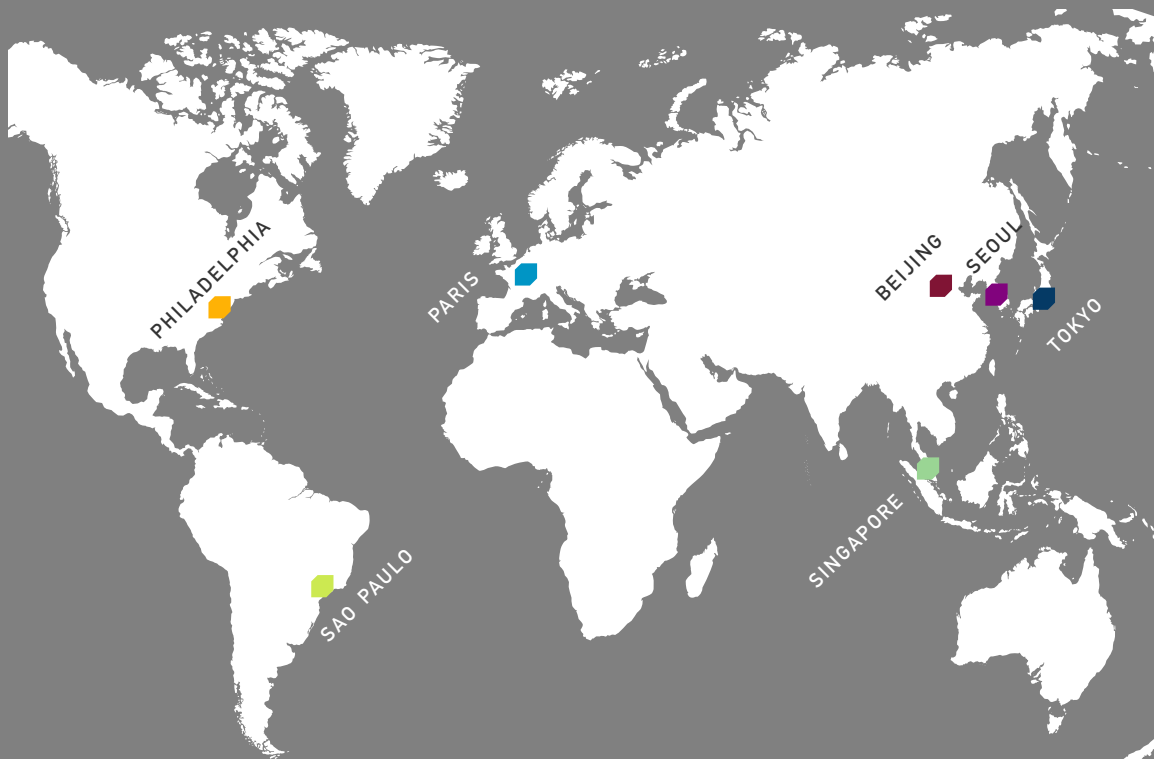 PHILADELPHIA
PARIS
BEIJING
SEOUL
TOKYO
SINGAPORE
SAO PAULO